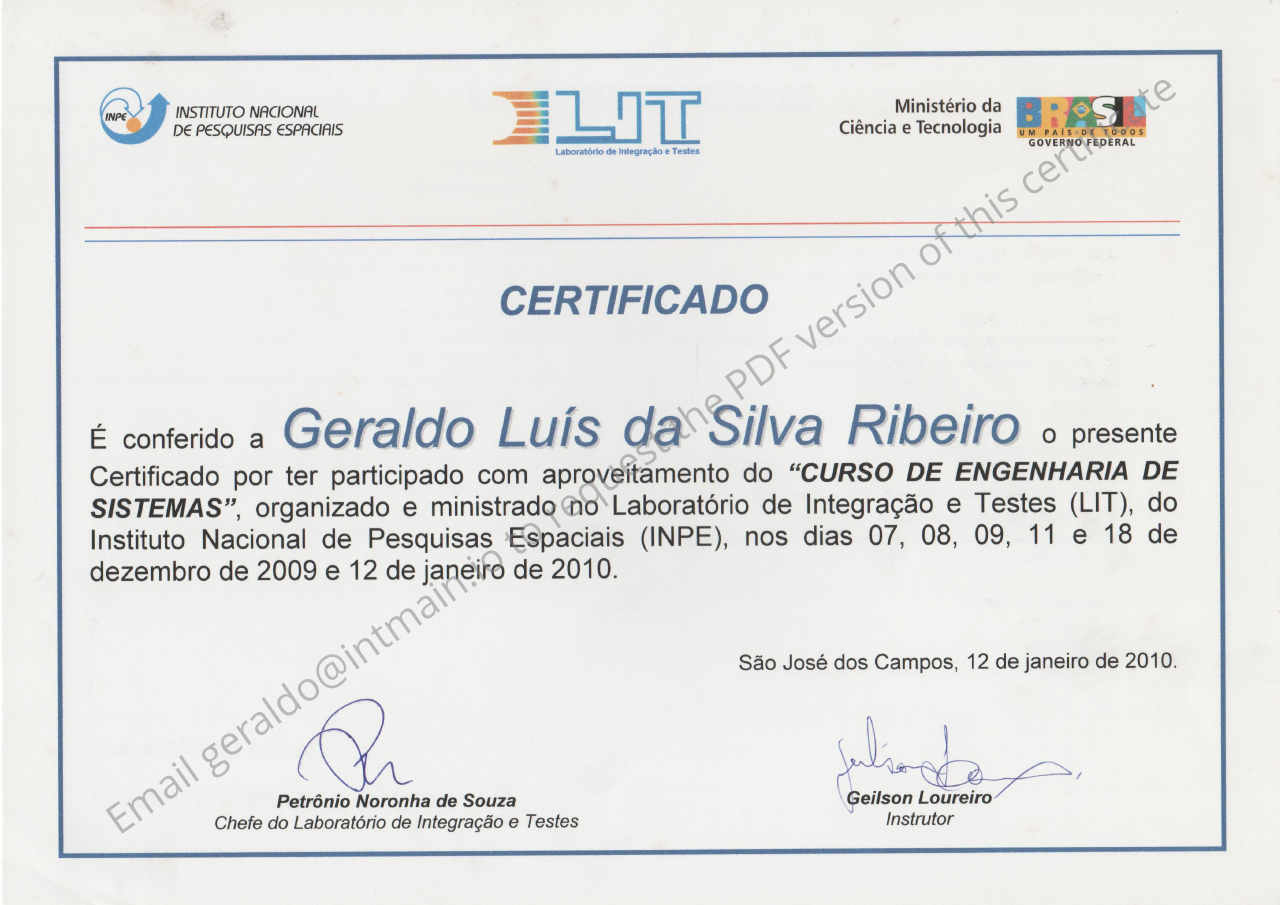 INPE
INSTITUTO NACIONAL
DE PESQUISAS ESPACIAIS
LIT
Laboratório de Integração e Testes
Ministério da
Ciência e Tecnologia
BRASIL
UM PAÍS DE TODOS
GOVERNO FEDERAL
CERTIFICADO
É conferido a Geraldo Luís da Silva Ribeiro o presente
Certificado por ter participado com aproveitamento do “CURSO DE ENGENHARIA DE
SISTEMAS”, organizado e ministrado no Laboratório de Integração e Testes (LIT), do
Instituto Nacional de Pesquisas Espaciais (INPE), nos dias 07, 08, 09, 11 e 18 de
dezembro de 2009 e 12 de janeiro de 2010.
São José dos Campos, 12 de janeiro de 2010.
Petrônio Noronha de Souza
Chefe do Laboratório de Integração e Testes
Geilson Loureiro
Instrutor
Email geraldo@intmain.io to request the PDF version of this certificate